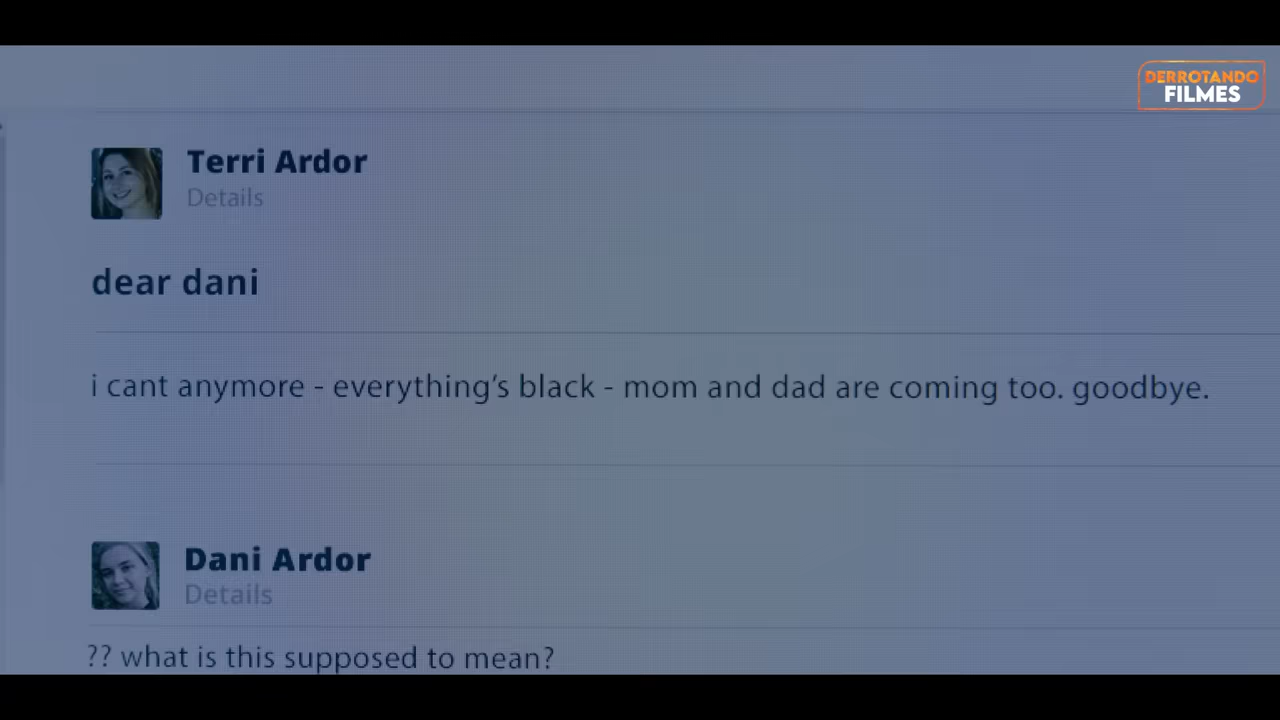 DERROTANDO
FILMES
Terri Ardor
Details
dear dani
i cant anymore - everything’s black - mom and dad are coming too. goodbye.
Dani Ardor
Details
?? what is this supposed to mean?